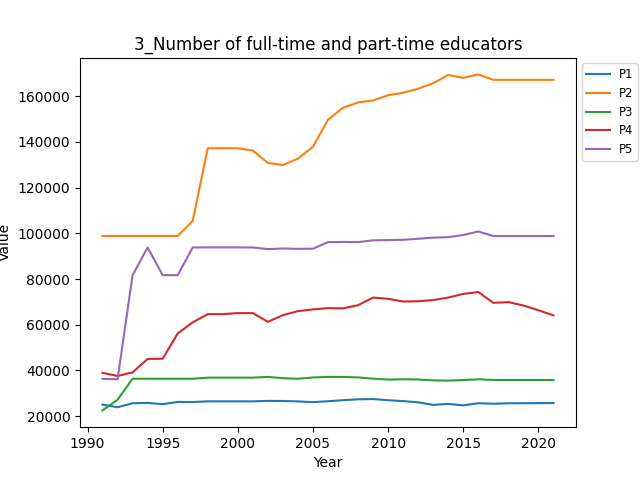 3_Number of full-time and part-time educators
P1
P2
P3
P4
P5
Value
160000
140000
120000
100000
80000
60000
40000
20000
1990
1995
2000
2005
2010
2015
2020
Year